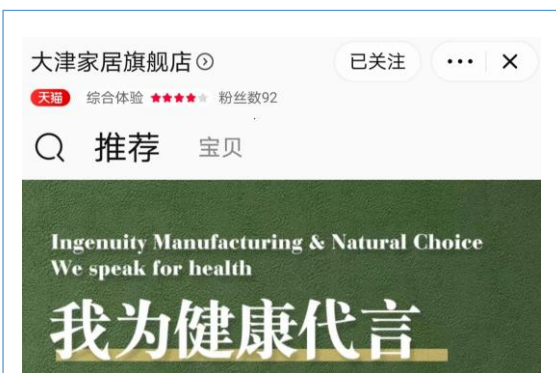 大津家居旗舰店
已关注
天猫 综合体验 粉丝数92
推荐 宝贝
Ingenuity Manufacturing & Natural Choice
We speak for health
我为健康代言